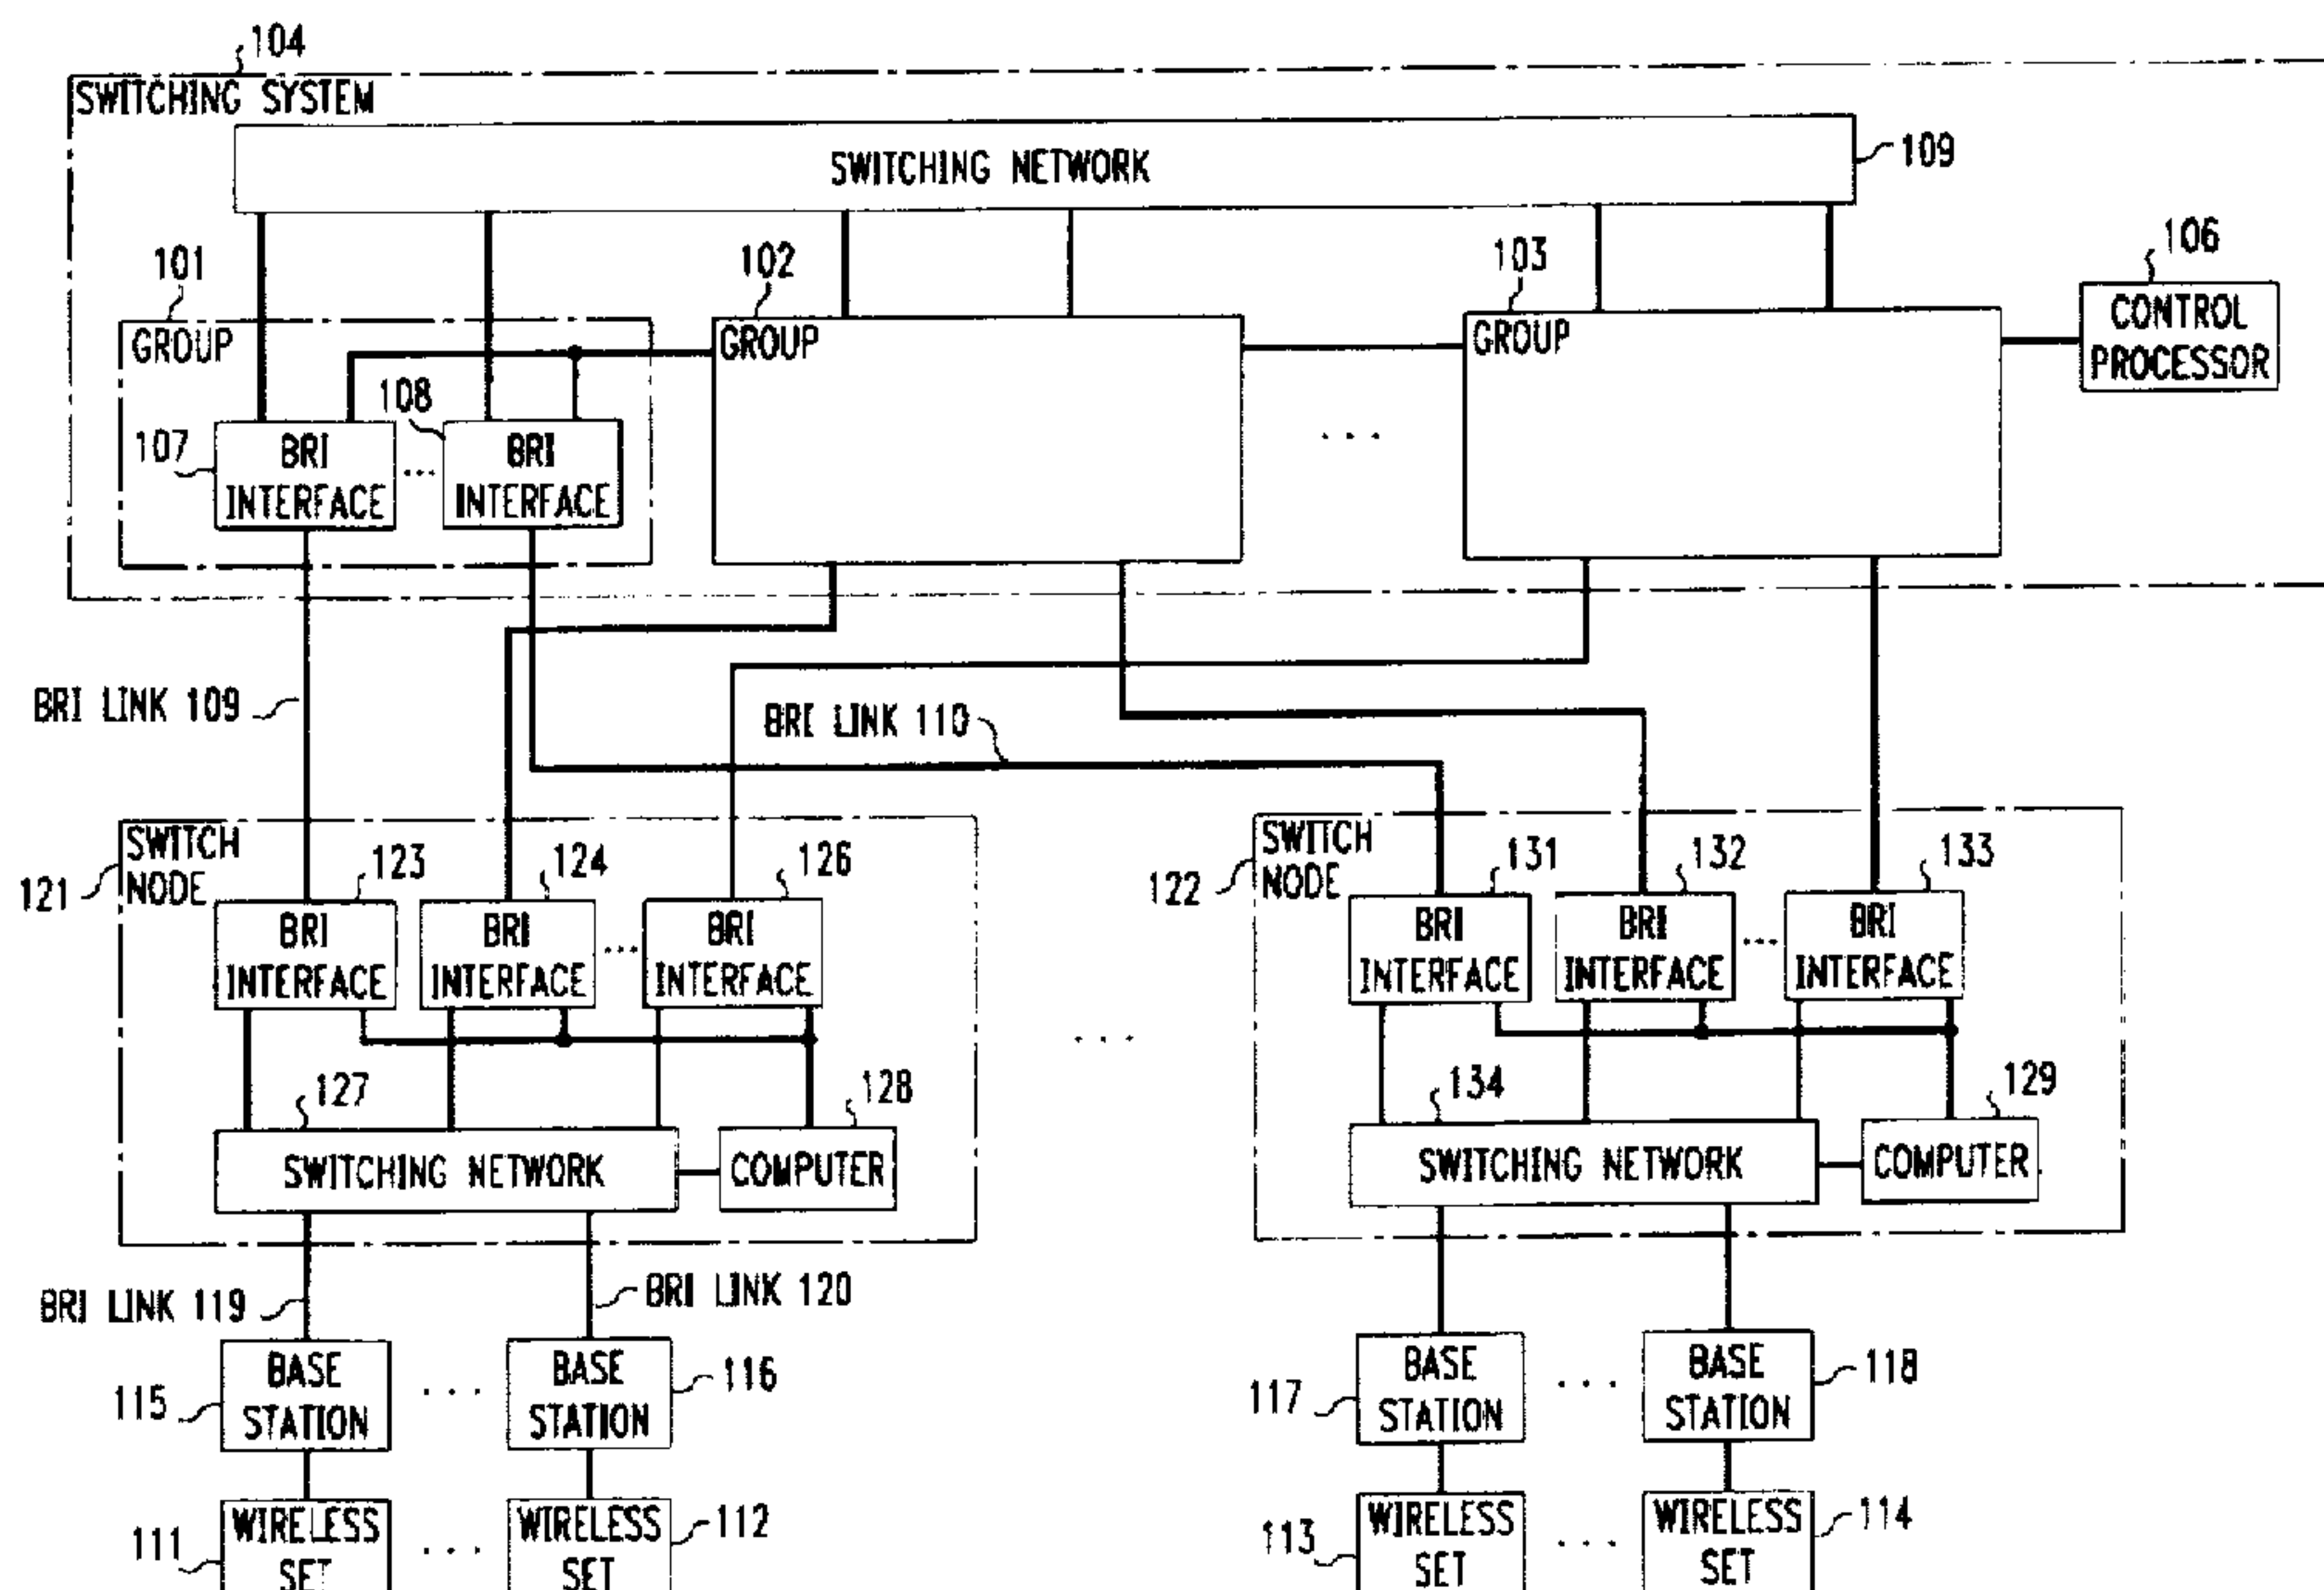 104
SWITCHING SYSTEM
SWITCHING NETWORK
109
101
102
103
106
GROUP
GROUP
GROUP
CONTROL
PROCESSOR
108
107
BRI
INTERFACE
...
BRI
INTERFACE
...
BRI LINK 109
BRI LINK 110
SWITCH
NODE
121
123
124
126
BRI
INTERFACE
BRI
INTERFACE
...
BRI
INTERFACE
127
128
SWITCHING NETWORK
COMPUTER
...
SWITCH
NODE
122
131
132
133
BRI
INTERFACE
BRI
INTERFACE
...
BRI
INTERFACE
134
129
SWITCHING NETWORK
COMPUTER
BRI LINK 119
BRI LINK 120
115
BASE
STATION
...
BASE
STATION
116
117
BASE
STATION
...
BASE
STATION
118
111
WIRELESS
SET
...
WIRELESS
SET
112
113
WIRELESS
SET
...
WIRELESS
SET
114